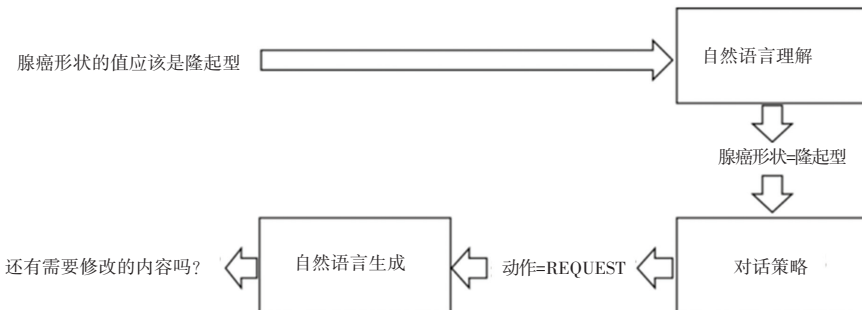 腺癌形状的值应该是隆起型
自然语言理解
腺癌形状=隆起型
对话策略
动作=REQUEST
自然语言生成
还有需要修改的内容吗?